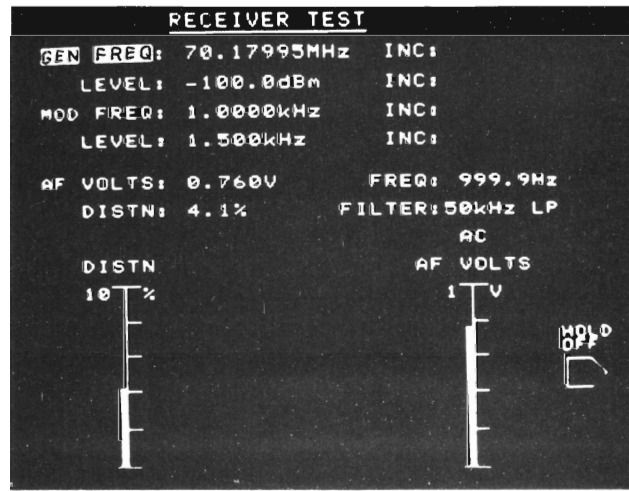 RECEIVER TEST
GEN FREQ: 70.17995MHz INC:
LEVEL: -100.0dBm INC:
MOD FREQ: 1.0000kHz INC:
LEVEL: 1.500kHz INC:
AF VOLTS: 0.760V FREQ: 999.9Hz
DISTN: 4.1% FILTER:50kHz LP
AC
DISTN AF VOLTS
10 % 1 V
HOLD
OFF